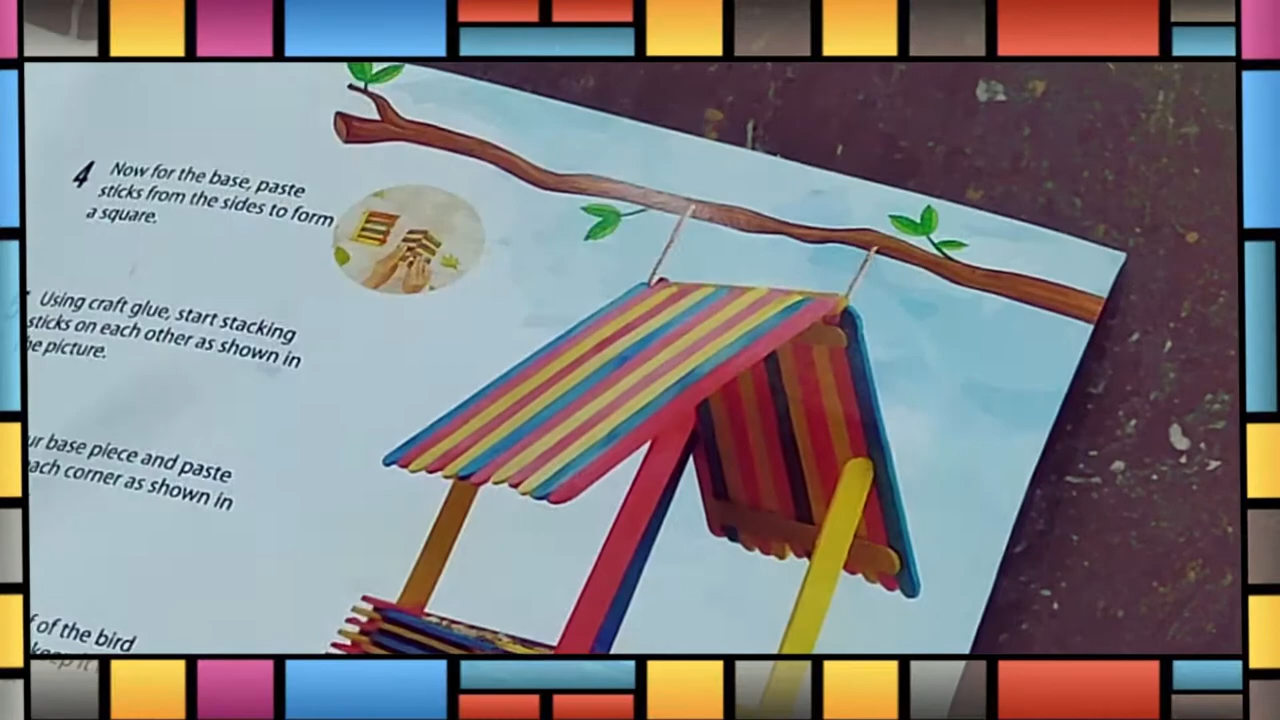 4 Now for the base, paste
sticks from the sides to form
a square.
Using craft glue, start stacking
sticks on each other as shown in
he picture.
ur base piece and paste
ach corner as shown in
f of the bird
keep it